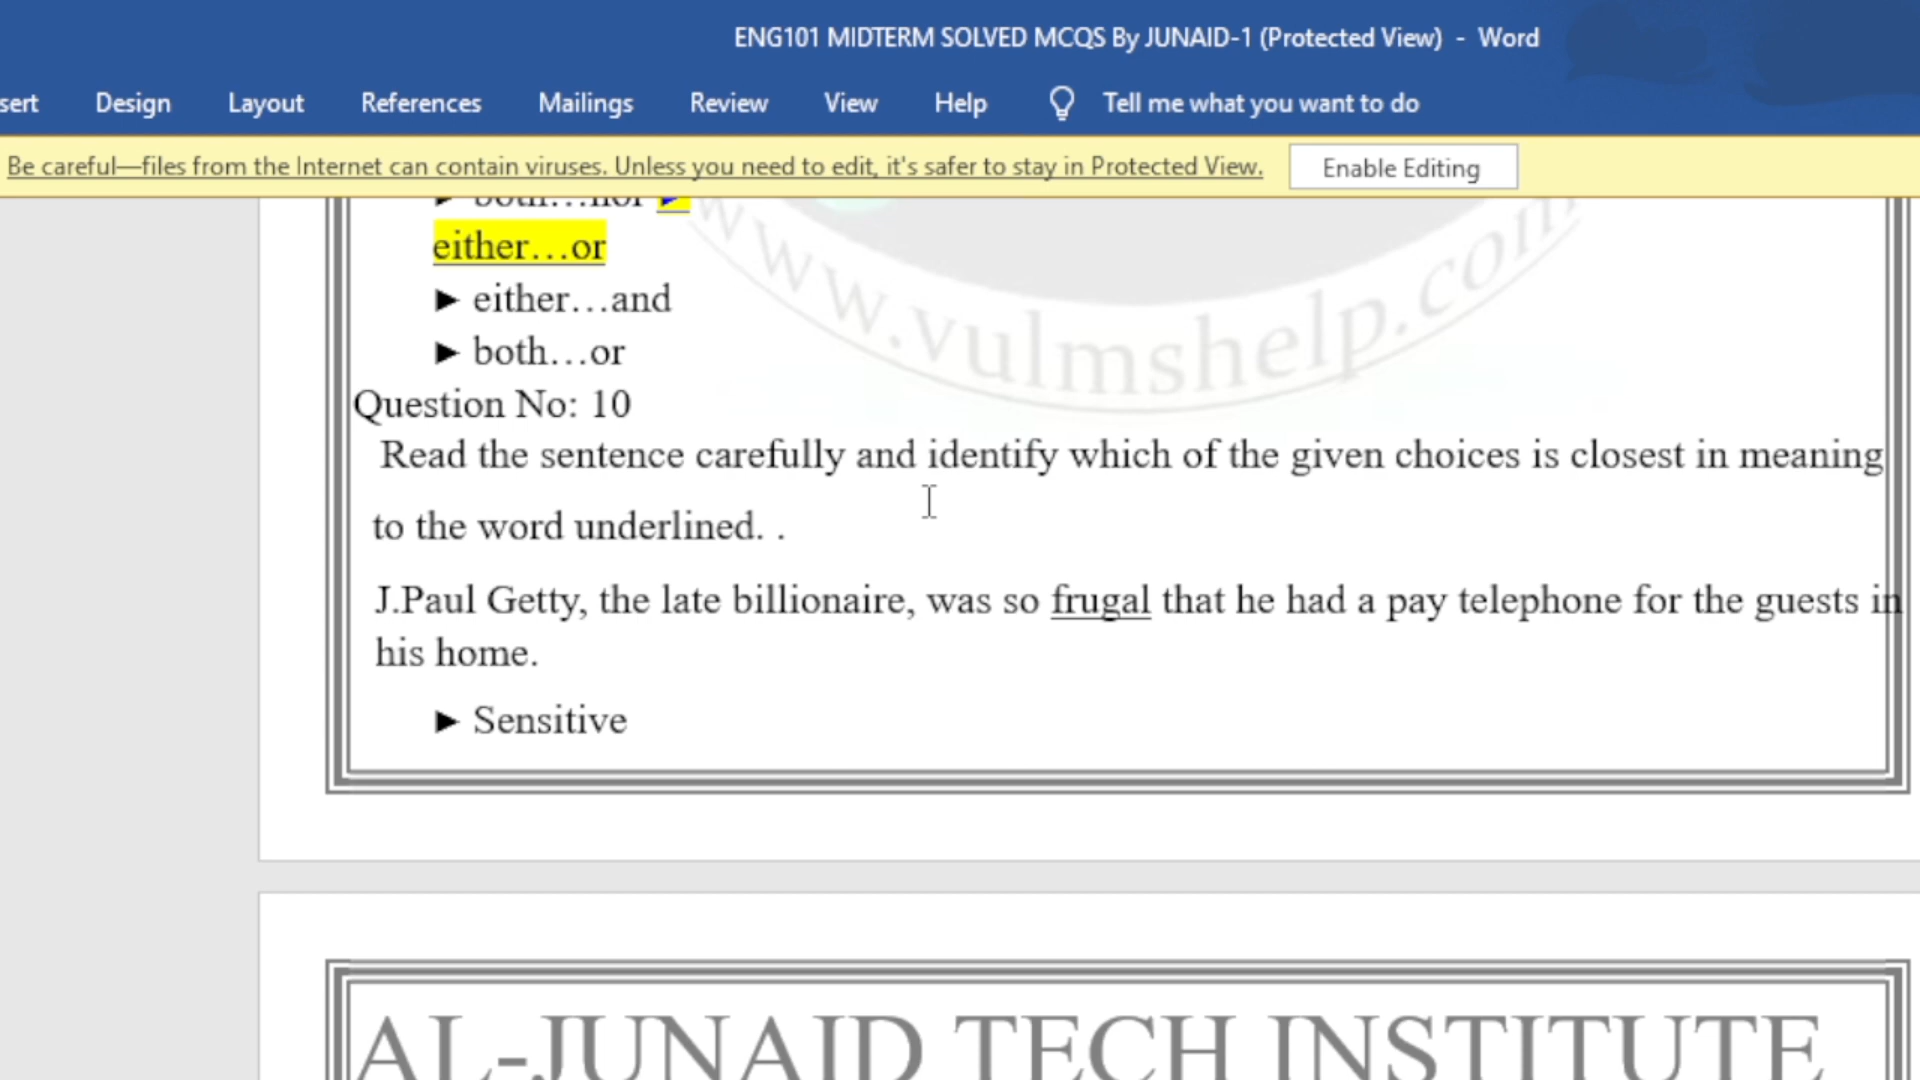 ENG101 MIDTERM SOLVED MCQS By JUNAID-1 (Protected View) - Word
sert Design Layout References Mailings Review View Help Tell me what you want to do
Be careful—files from the Internet can contain viruses. Unless you need to edit, it's safer to stay in Protected View. Enable Editing
► both…nor ►
either…or
► either…and
► both…or
www.vulmshelp.com
Question No: 10
Read the sentence carefully and identify which of the given choices is closest in meaning
to the word underlined. .
J.Paul Getty, the late billionaire, was so frugal that he had a pay telephone for the guests in
his home.
► Sensitive
AL-JUNAID TECH INSTITUTE